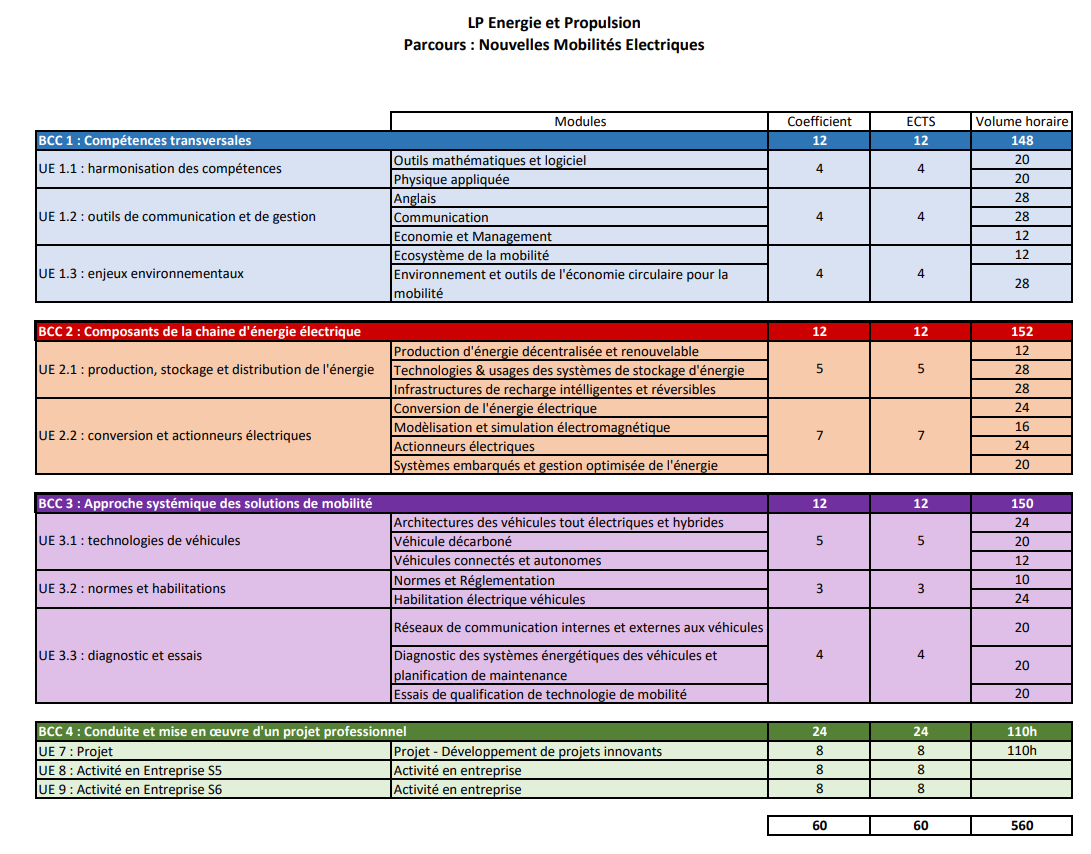 LP Energie et Propulsion
Parcours : Nouvelles Mobilités Electriques
Modules Coefficient ECTS Volume horaire
BCC 1 : Compétences transversales 12 12 148
UE 1.1 : harmonisation des compétences 4 4
Outils mathématiques et logiciel 20
Physique appliquée 20
UE 1.2 : outils de communication et de gestion 4 4
Anglais 28
Communication 28
Economie et Management 12
UE 1.3 : enjeux environnementaux 4 4
Ecosystème de la mobilité 12
Environnement et outils de l'économie circulaire pour la
mobilité 28
BCC 2 : Composants de la chaine d'énergie électrique 12 12 152
UE 2.1 : production, stockage et distribution de l'énergie 5 5
Production d'énergie décentralisée et renouvelable 12
Technologies & usages des systèmes de stockage d'énergie 28
Infrastructures de recharge intélligentes et réversibles 28
UE 2.2 : conversion et actionneurs électriques 7 7
Conversion de l'énergie électrique 24
Modèlisation et simulation électromagnétique 16
Actionneurs électriques 24
Systèmes embarqués et gestion optimisée de l'énergie 20
BCC 3 : Approche systémique des solutions de mobilité 12 12 150
UE 3.1 : technologies de véhicules 5 5
Architectures des véhicules tout électriques et hybrides 24
Véhicule décarboné 20
Véhicules connectés et autonomes 12
UE 3.2 : normes et habilitations 3 3
Normes et Réglementation 10
Habilitation électrique véhicules 24
UE 3.3 : diagnostic et essais 4 4
Réseaux de communication internes et externes aux véhicules 20
Diagnostic des systèmes énergétiques des véhicules et
planification de maintenance 20
Essais de qualification de technologie de mobilité 20
BCC 4 : Conduite et mise en œuvre d'un projet professionnel 24 24 110h
UE 7 : Projet Projet - Développement de projets innovants 8 8 110h
UE 8 : Activité en Entreprise S5 Activité en entreprise 8 8
UE 9 : Activité en Entreprise S6 Activité en entreprise 8 8
60 60 560